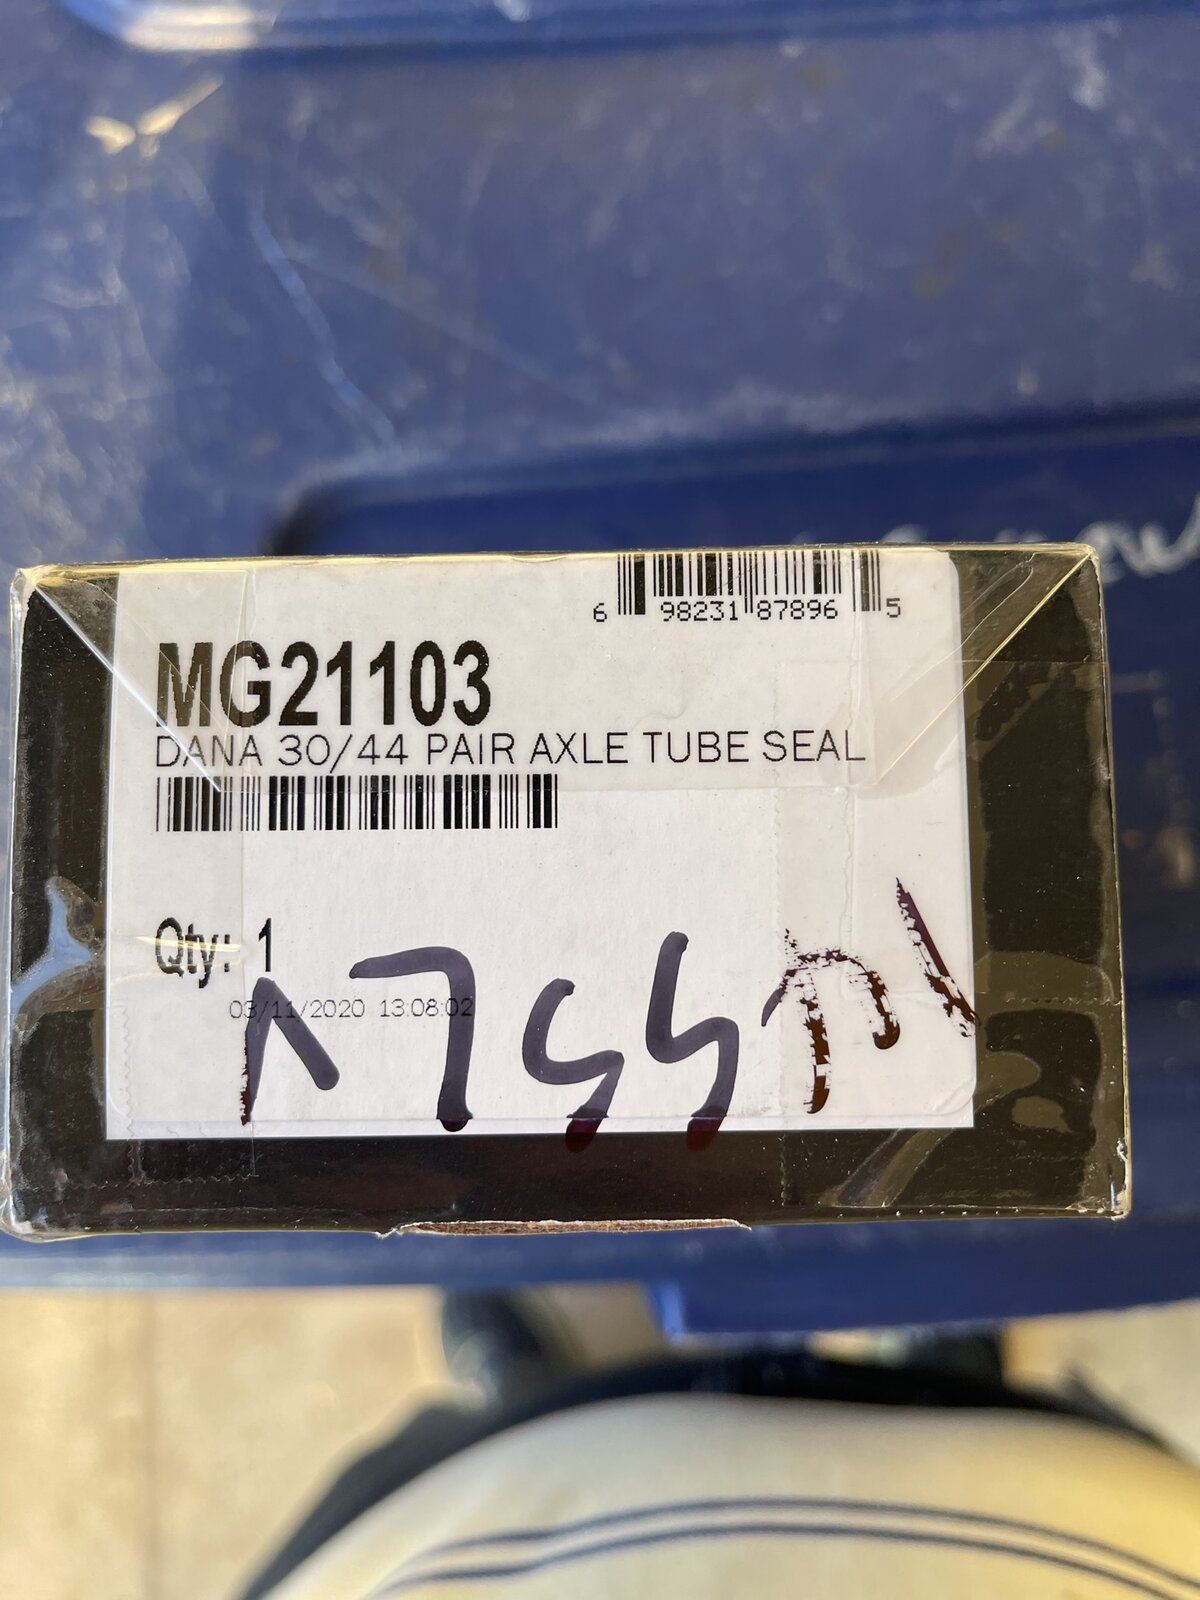 6 98231 87896 5
MG21103
DANA 30/44 PAIR AXLE TUBE SEAL
Qty: 1
03/11/2020 13:08:02